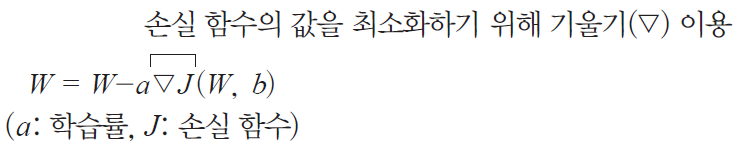 손실 함수의 값을 최소화하기 위해 기울기(▽) 이용
W = W−a▽J(W, b)
(a: 학습률, J: 손실 함수)